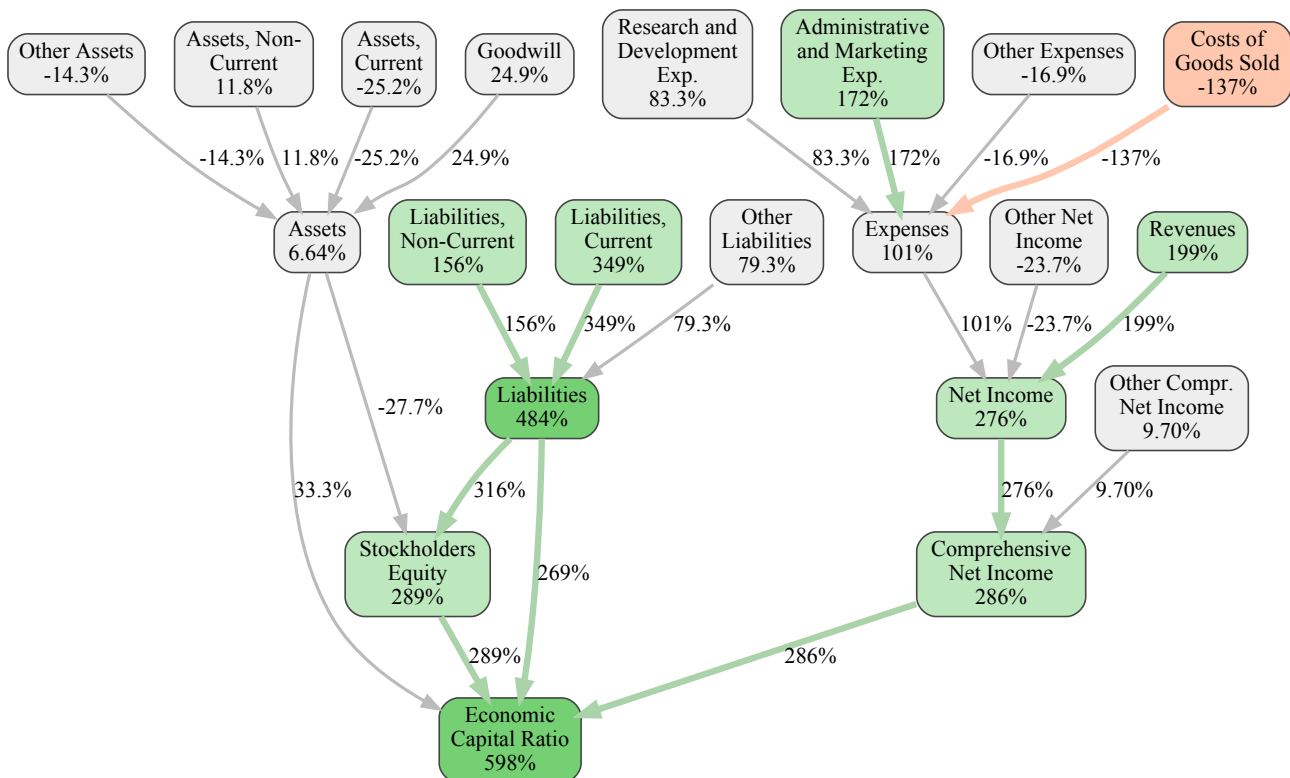 Other Assets
-14.3%
Assets, Non-
Current
11.8%
Assets,
Current
-25.2%
Goodwill
24.9%
Research and
Development
Exp.
83.3%
Administrative
and Marketing
Exp.
172%
Other Expenses
-16.9%
Costs of
Goods Sold
-137%
-14.3%
11.8%
-25.2%
24.9%
83.3%
172%
-16.9%
-137%
Assets
6.64%
Liabilities,
Non-Current
156%
Liabilities,
Current
349%
Other
Liabilities
79.3%
Expenses
101%
Other Net
Income
-23.7%
Revenues
199%
156%
349%
79.3%
101%
-23.7%
199%
-27.7%
Liabilities
484%
Net Income
276%
Other Compr.
Net Income
9.70%
33.3%
316%
276%
9.70%
Stockholders
Equity
289%
269%
Comprehensive
Net Income
286%
289%
286%
Economic
Capital Ratio
598%